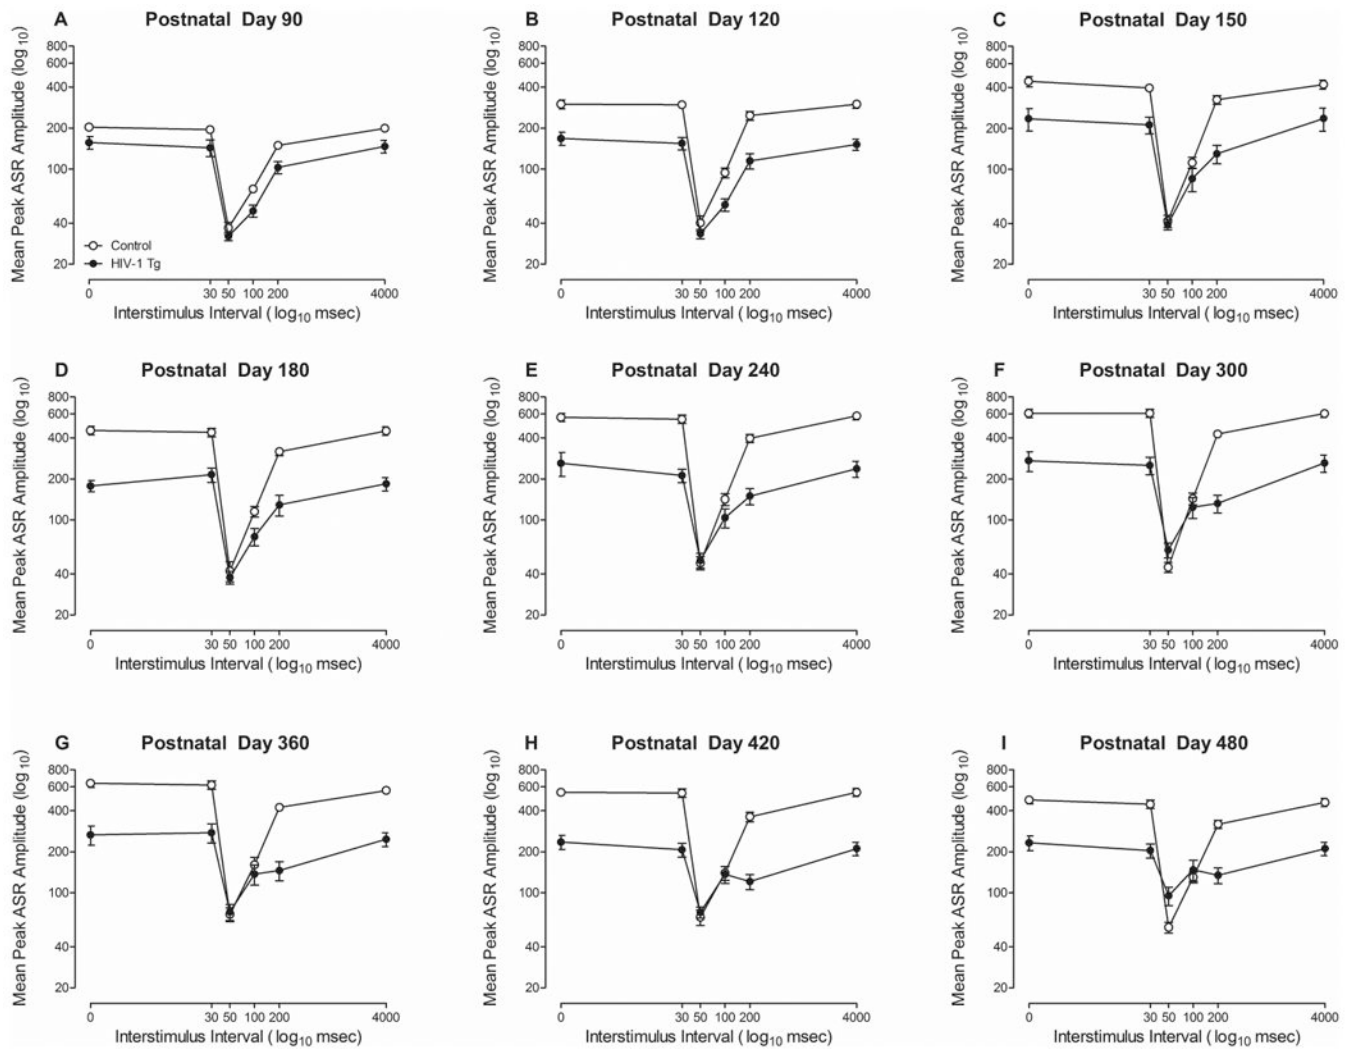 A Postnatal Day 90
Mean Peak ASR Amplitude (log10)
800
600
400
200
100
40
20
Control
HIV-1 Tg
0 30 50 100 200 4000
Interstimulus Interval (log10 msec)
B Postnatal Day 120
Mean Peak ASR Amplitude (log10)
800
600
400
200
100
40
20
0 30 50 100 200 4000
Interstimulus Interval (log10 msec)
C Postnatal Day 150
Mean Peak ASR Amplitude (log10)
800
600
400
200
100
40
20
0 30 50 100 200 4000
Interstimulus Interval (log10 msec)
D Postnatal Day 180
Mean Peak ASR Amplitude (log10)
800
600
400
200
100
40
20
0 30 50 100 200 4000
Interstimulus Interval (log10 msec)
E Postnatal Day 240
Mean Peak ASR Amplitude (log10)
800
600
400
200
100
40
20
0 30 50 100 200 4000
Interstimulus Interval (log10 msec)
F Postnatal Day 300
Mean Peak ASR Amplitude (log10)
800
600
400
200
100
40
20
0 30 50 100 200 4000
Interstimulus Interval (log10 msec)
G Postnatal Day 360
Mean Peak ASR Amplitude (log10)
800
600
400
200
100
40
20
0 30 50 100 200 4000
Interstimulus Interval (log10 msec)
H Postnatal Day 420
Mean Peak ASR Amplitude (log10)
800
600
400
200
100
40
20
0 30 50 100 200 4000
Interstimulus Interval (log10 msec)
I Postnatal Day 480
Mean Peak ASR Amplitude (log10)
800
600
400
200
100
40
20
0 30 50 100 200 4000
Interstimulus Interval (log10 msec)